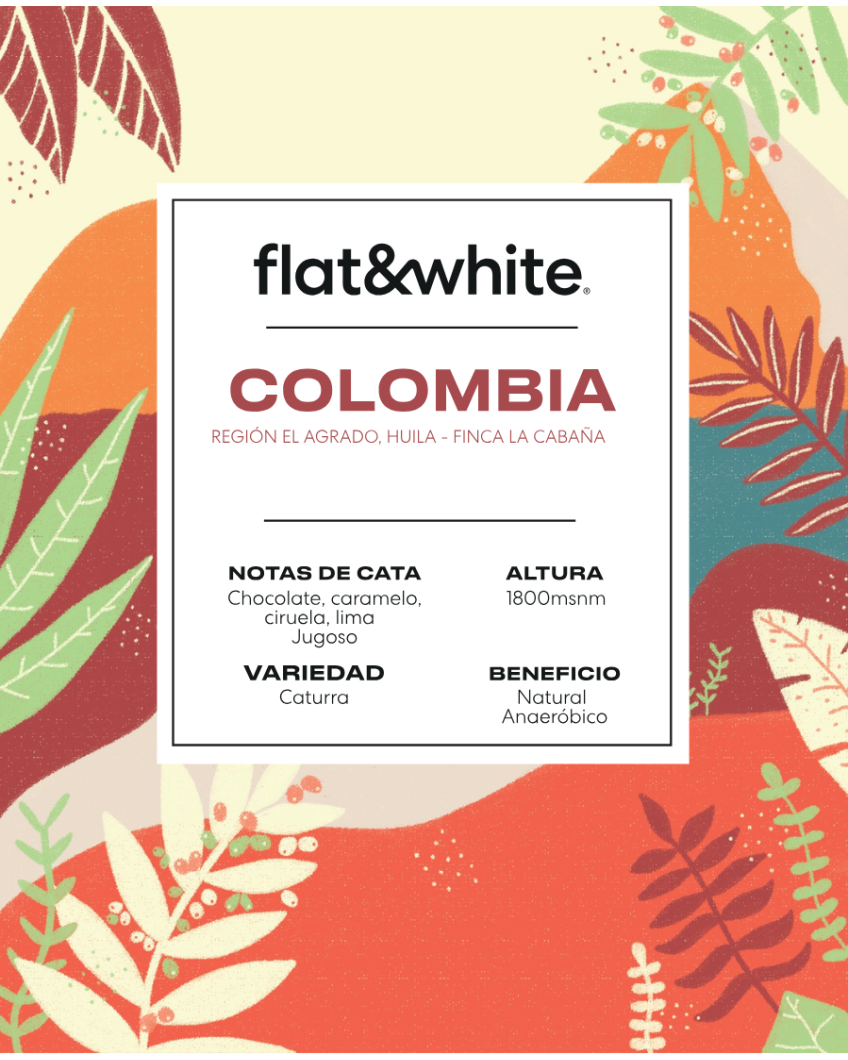 flat&white®
COLOMBIA
REGIÓN EL AGRADO, HUILA - FINCA LA CABAÑA
NOTAS DE CATA
Chocolate, caramelo,
ciruela, lima
Jugoso
ALTURA
1800msnm
VARIEDAD
Caturra
BENEFICIO
Natural
Anaeróbico